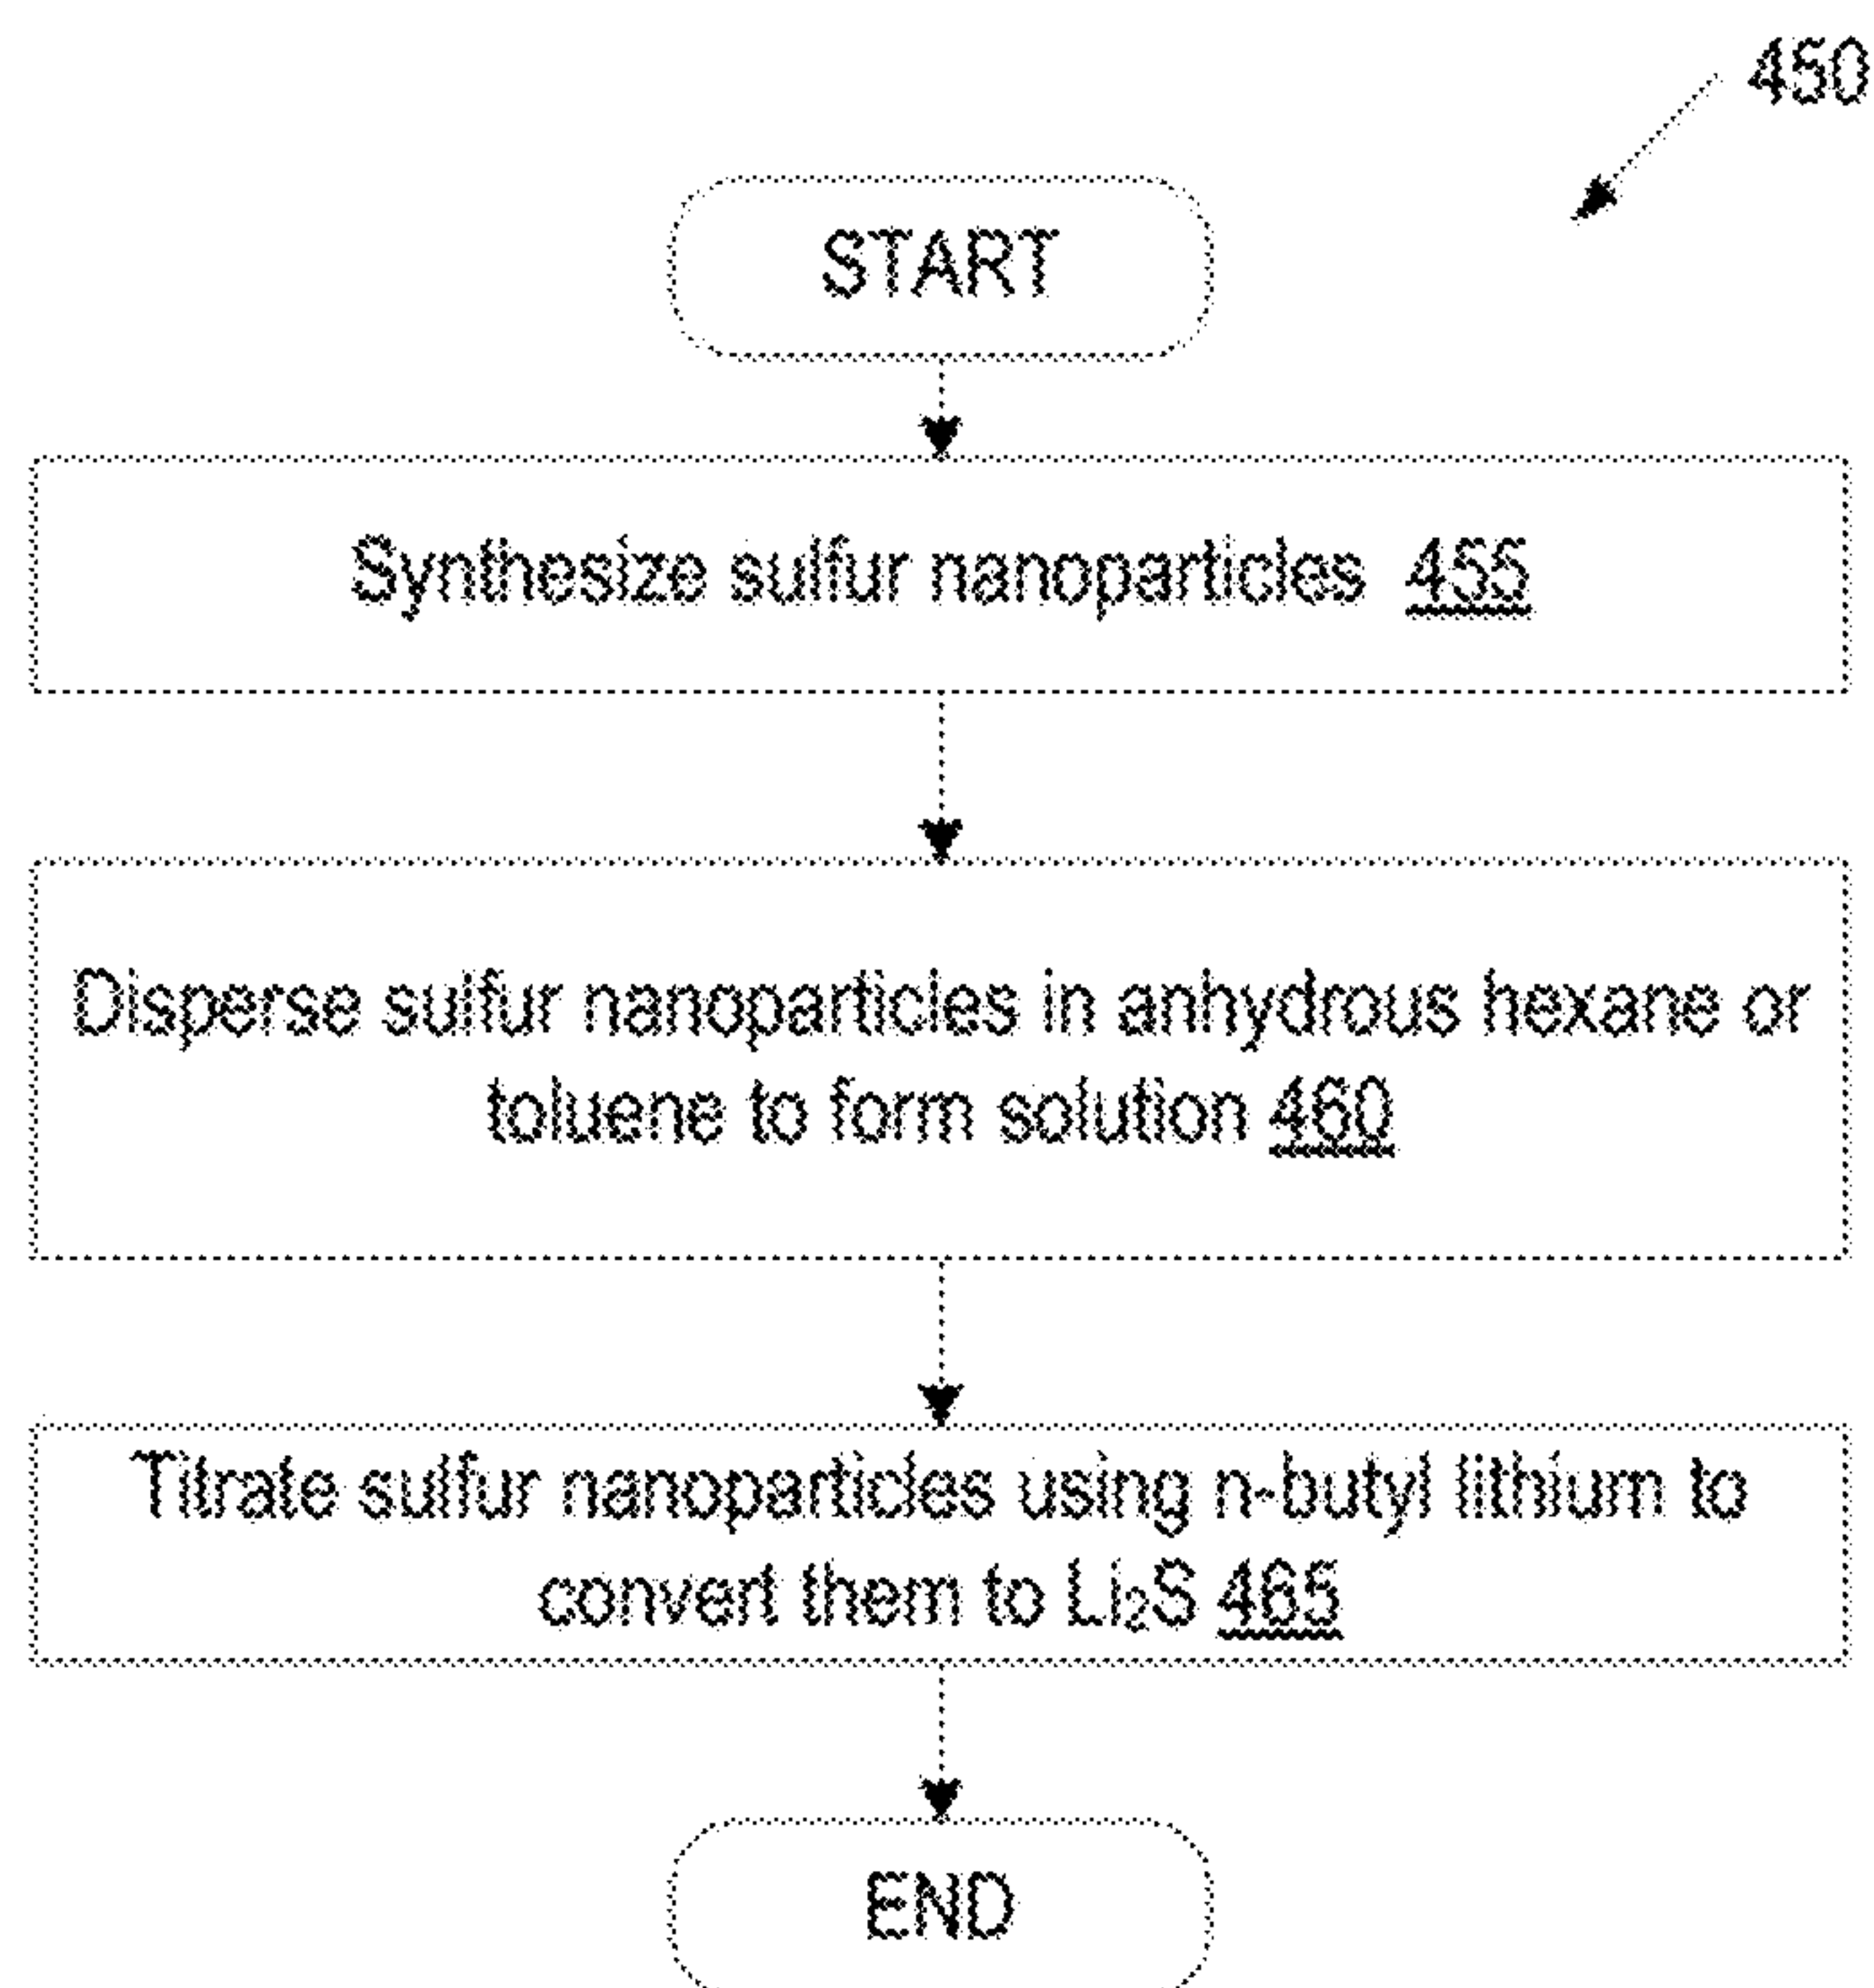 450
START
Synthesize sulfur nanoparticles 455
Disperse sulfur nanoparticles in anhydrous hexane or
toluene to form solution 460
Titrate sulfur nanoparticles using n-butyl lithium to
convert them to Li₂S 465
END